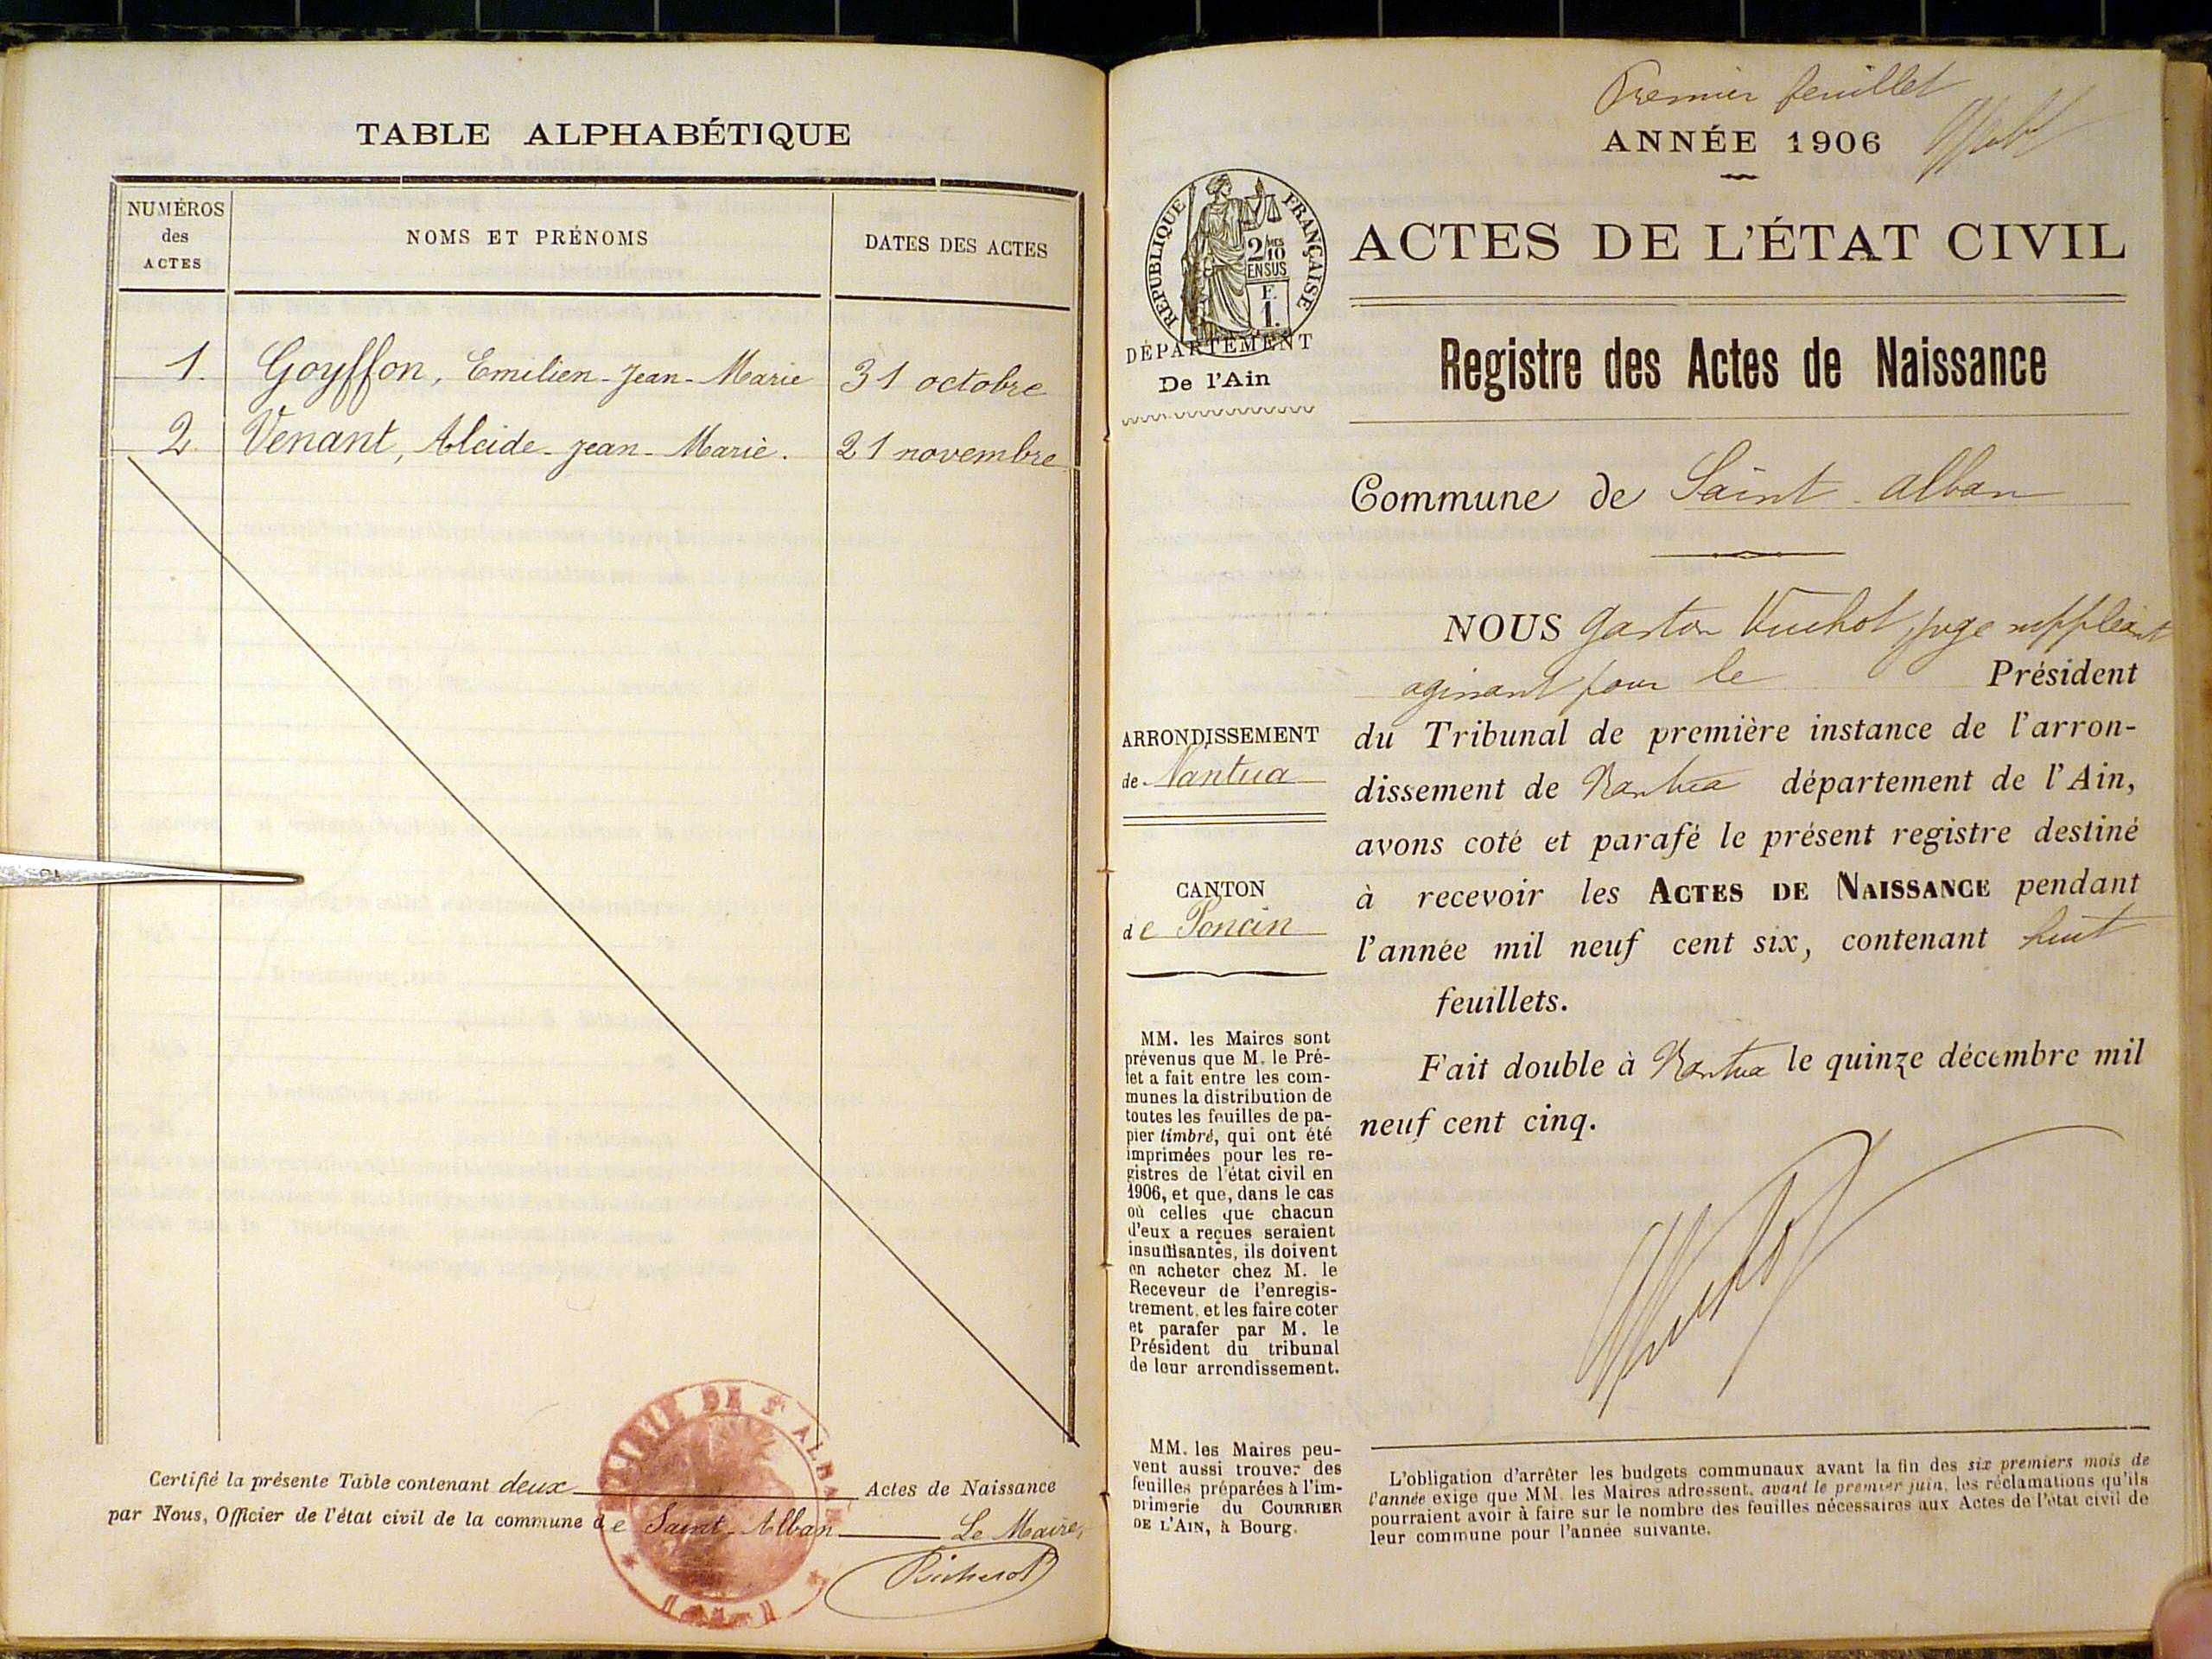 TABLE ALPHABÉTIQUE
NUMÉROS
des
ACTES
NOMS ET PRÉNOMS
DATES DES ACTES
1. Goyffon, Emilien-Jean-Marie 31 octobre
2. Venant, Alcide-Jean-Marie. 21 novembre
Certifié la présente Table contenant deux Actes de Naissance
par Nous, Officier de l'état civil de la commune de Saint-Alban Le Maire,
MAIRIE DE ST ALBAN
Premier feuillet
ANNÉE 1906
RÉPUBLIQUE FRANÇAISE
2/10
EN SUS
F.
1.
DÉPARTEMENT
De l'Ain
ACTES DE L'ÉTAT CIVIL
Registre des Actes de Naissance
Commune de Saint-Alban
NOUS Gaston Vuchot, juge suppléant
agissant pour le Président
du Tribunal de première instance de l'arron-
dissement de Nantua département de l'Ain,
avons coté et parafé le présent registre destiné
à recevoir les ACTES DE NAISSANCE pendant
l'année mil neuf cent six, contenant huit
feuillets.
Fait double à Nantua le quinze décembre mil
neuf cent cinq.
ARRONDISSEMENT
de Nantua
CANTON
de Poncin
MM. les Maires sont
prévenus que M. le Pré-
fet a fait entre les com-
munes la distribution de
toutes les feuilles de pa-
pier timbré, qui ont été
imprimées pour les re-
gistres de l'état civil en
1906, et que, dans le cas
où celles que chacun
d'eux a reçues seraient
insuffisantes, ils doivent
en acheter chez M. le
Receveur de l'enregis-
trement, et les faire coter
et parafer par M. le
Président du tribunal
de leur arrondissement.
MM. les Maires peu-
vent aussi trouver des
feuilles préparées à l'im-
primerie du COURRIER
DE L'AIN, à Bourg.
L'obligation d'arrêter les budgets communaux avant la fin des six premiers mois de
l'année exige que MM. les Maires adressent, avant le premier juin, les réclamations qu'ils
pourraient avoir à faire sur le nombre des feuilles nécessaires aux Actes de l'état civil de
leur commune pour l'année suivante.